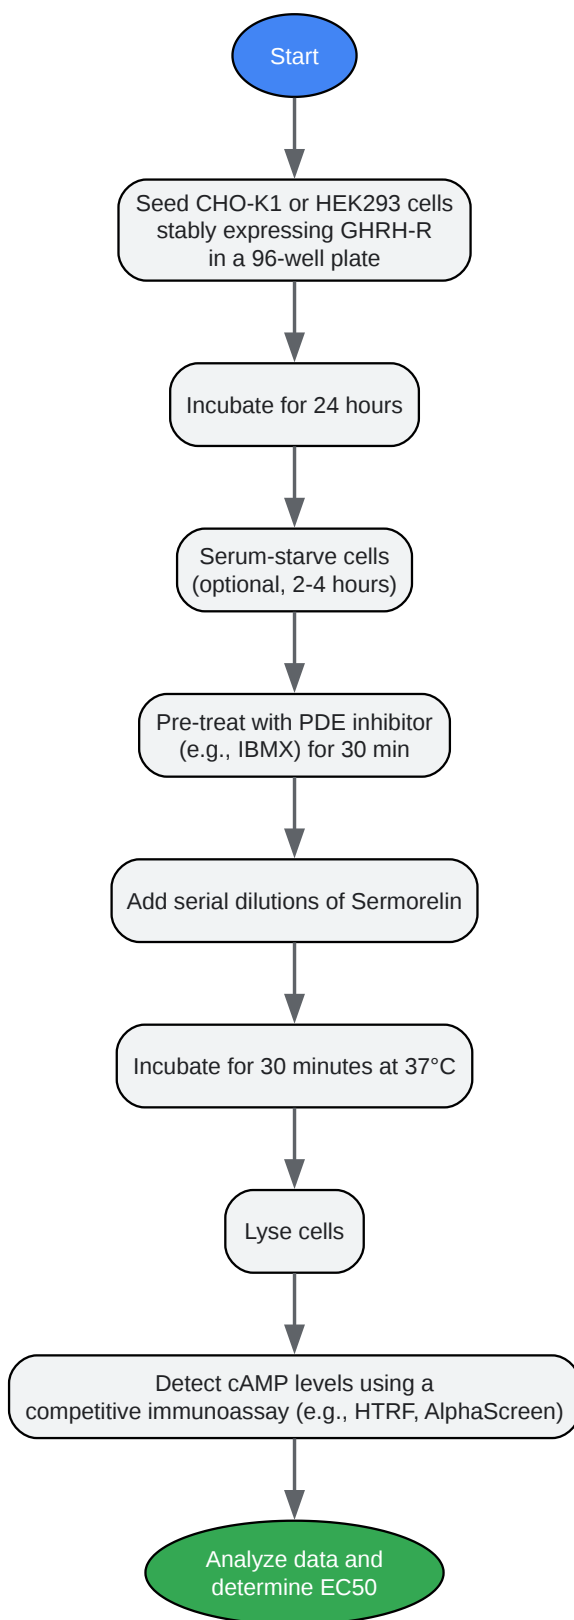 Start
Seed CHO-K1 or HEK293 cells
stably expressing GHRH-R
in a 96-well plate
Incubate for 24 hours
Serum-starve cells
(optional, 2-4 hours)
Pre-treat with PDE inhibitor
(e.g., IBMX) for 30 min
Add serial dilutions of Sermorelin
Incubate for 30 minutes at 37°C
Lyse cells
Detect cAMP levels using a
competitive immunoassay (e.g., HTRF, AlphaScreen)
Analyze data and
determine EC50